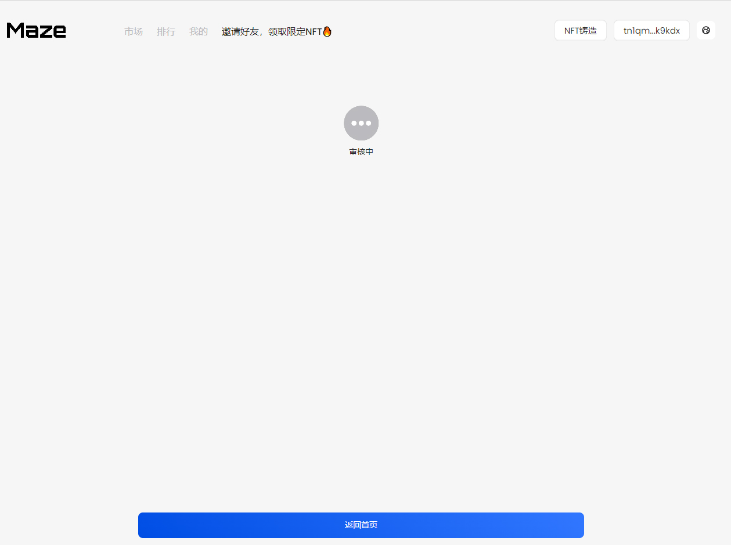 Maze
市场 排行 我的 邀请好友，领取限定NFT🔥
NFT铸造 tn1qm...k9kdx
审核中
返回首页